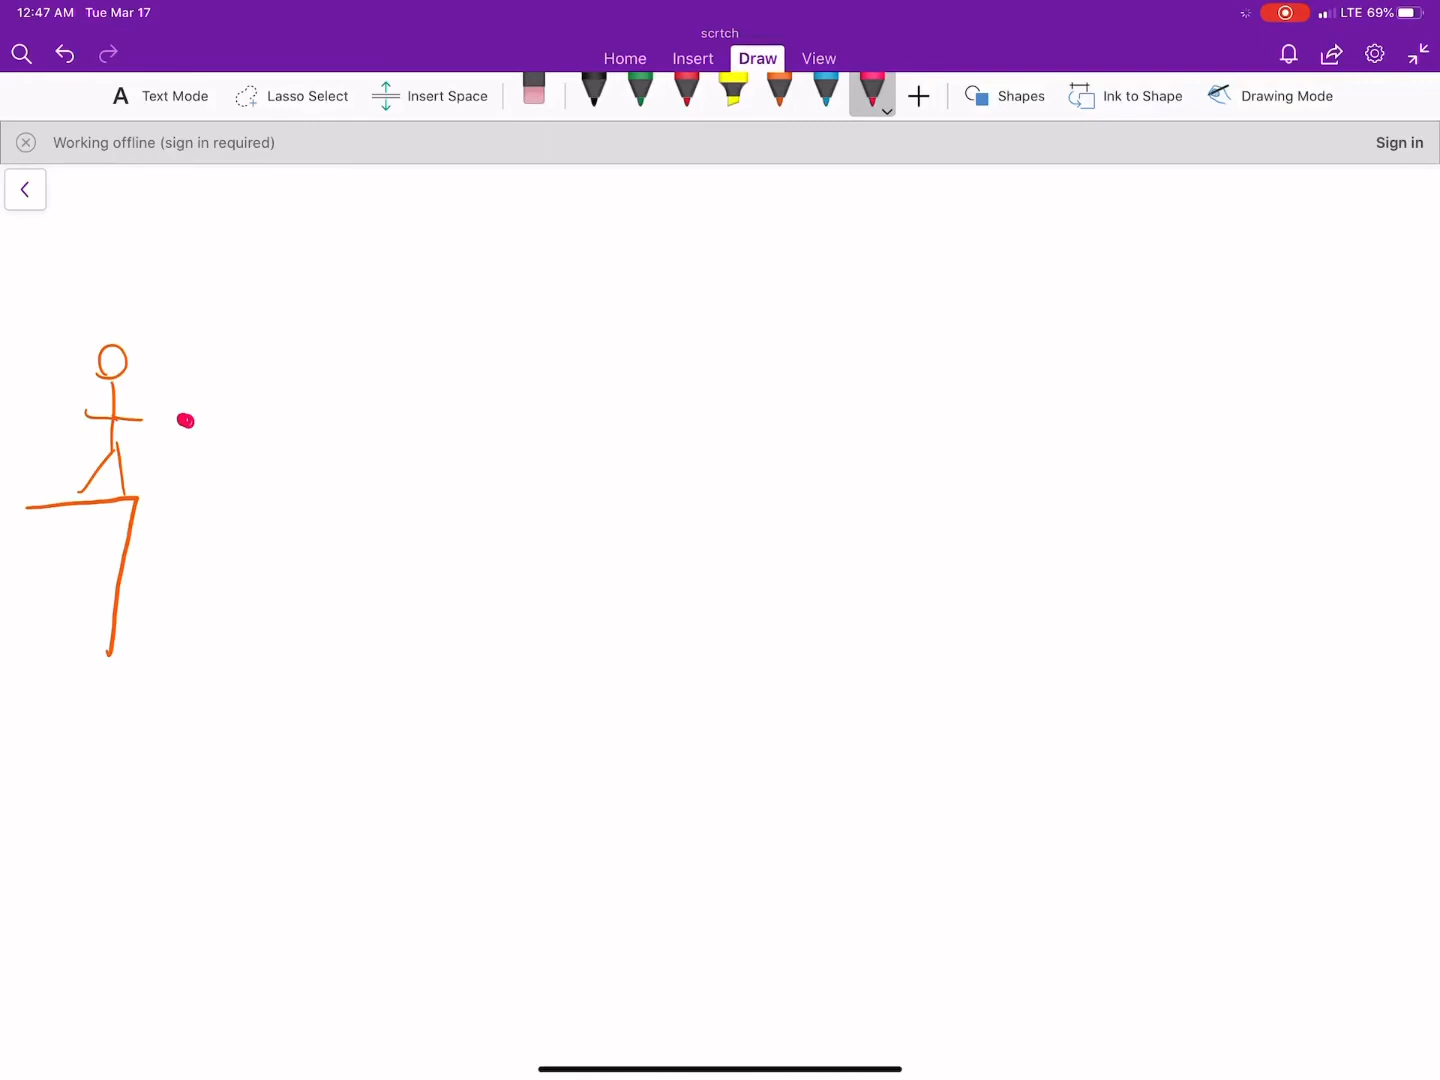 12:47 AM Tue Mar 17
LTE 69%
scrtch
Home Insert Draw View
A Text Mode Lasso Select Insert Space Shapes Ink to Shape Drawing Mode
Working offline (sign in required) Sign in